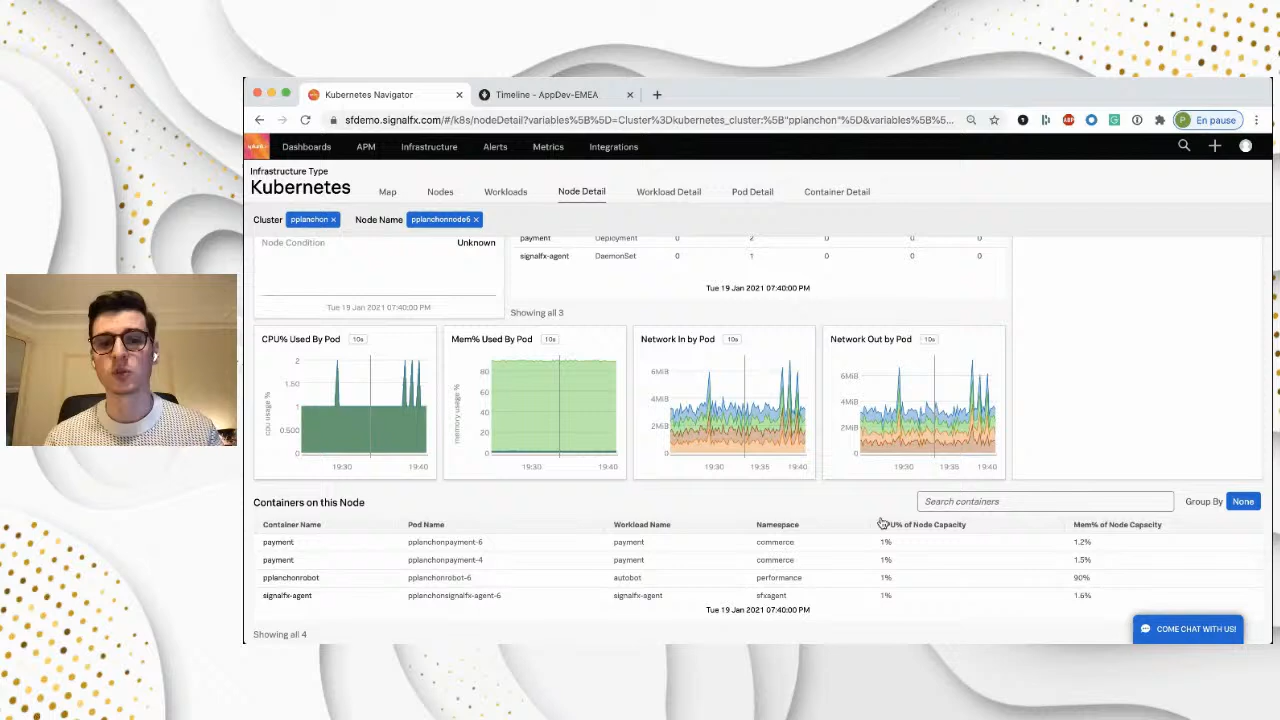 Kubernetes Navigator
Timeline - AppDev-EMEA
sfdemo.signalfx.com/#/k8s/nodeDetail?variables%5B%5D=Cluster%3Dkubernetes_cluster:%5B"pplanchon"%5D&variables%5B%5...
ABP
P En pause
Dashboards APM Infrastructure Alerts Metrics Integrations
Infrastructure Type
Kubernetes Map Nodes Workloads Node Detail Workload Detail Pod Detail Container Detail
Cluster pplanchon × Node Name pplanchonnode6 ×
Node Condition Unknown
Tue 19 Jan 2021 07:40:00 PM
payment Deployment 0 2 0 0 0
signalfx-agent DaemonSet 0 1 0 0 0
Tue 19 Jan 2021 07:40:00 PM
Showing all 3
CPU% Used By Pod 10s
2
1.50
1
0.500
0
cpu usage %
19:30 19:40
Mem% Used By Pod 10s
80
60
40
20
0
memory usage %
19:30 19:40
Network In by Pod 10s
6MiB
4MiB
2MiB
0
19:30 19:35 19:40
Network Out by Pod 10s
6MiB
4MiB
2MiB
0
19:30 19:35 19:40
Containers on this Node
Search containers
Group By None
Container Name Pod Name Workload Name Namespace U% of Node Capacity Mem% of Node Capacity
payment pplanchonpayment-6 payment commerce 1% 1.2%
payment pplanchonpayment-4 payment commerce 1% 1.5%
pplanchonrobot pplanchonrobot-6 autobot performance 1% 90%
signalfx-agent pplanchonsignalfx-agent-6 signalfx-agent sfxagent 1% 1.6%
Tue 19 Jan 2021 07:40:00 PM
COME CHAT WITH US!
Showing all 4